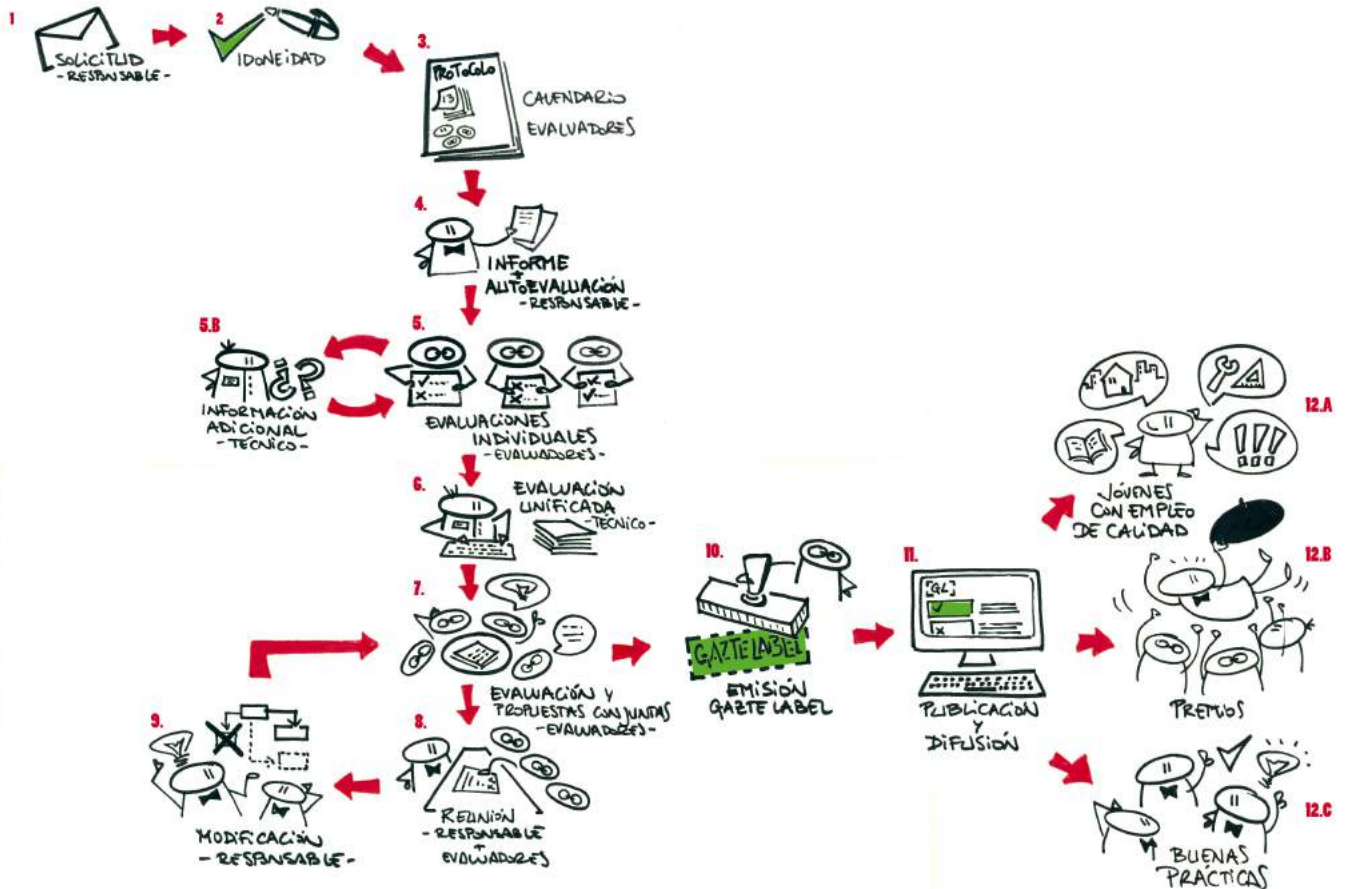 1
SOLICITUD
- RESPONSABLE -
2
IDONEIDAD
3.
PROTOCOLO
13
CALENDARIO
EVALUADORES
4.
INFORME
+
AUTOEVALUACIÓN
- RESPONSABLE -
5.B
¿?
INFORMACIÓN
ADICIONAL
- TÉCNICO -
5.
EVALUACIONES
INDIVIDUALES
- EVALUADORES -
6.
EVALUACIÓN
UNIFICADA
- TÉCNICO -
7.
EVALUACIÓN Y
PROPUESTAS CONJUNTAS
- EVALUADORES -
8.
REUNIÓN
- RESPONSABLE
+
EVALUADORES
9.
MODIFICACIÓN
- RESPONSABLE -
10.
GAZTE LABEL
EMISIÓN
GAZTE LABEL
11.
[GL]
PUBLICACIÓN
Y
DIFUSIÓN
12.A
!!!
JÓVENES
CON EMPLEO
DE CALIDAD
12.B
PREMIOS
12.C
BUENAS
PRÁCTICAS